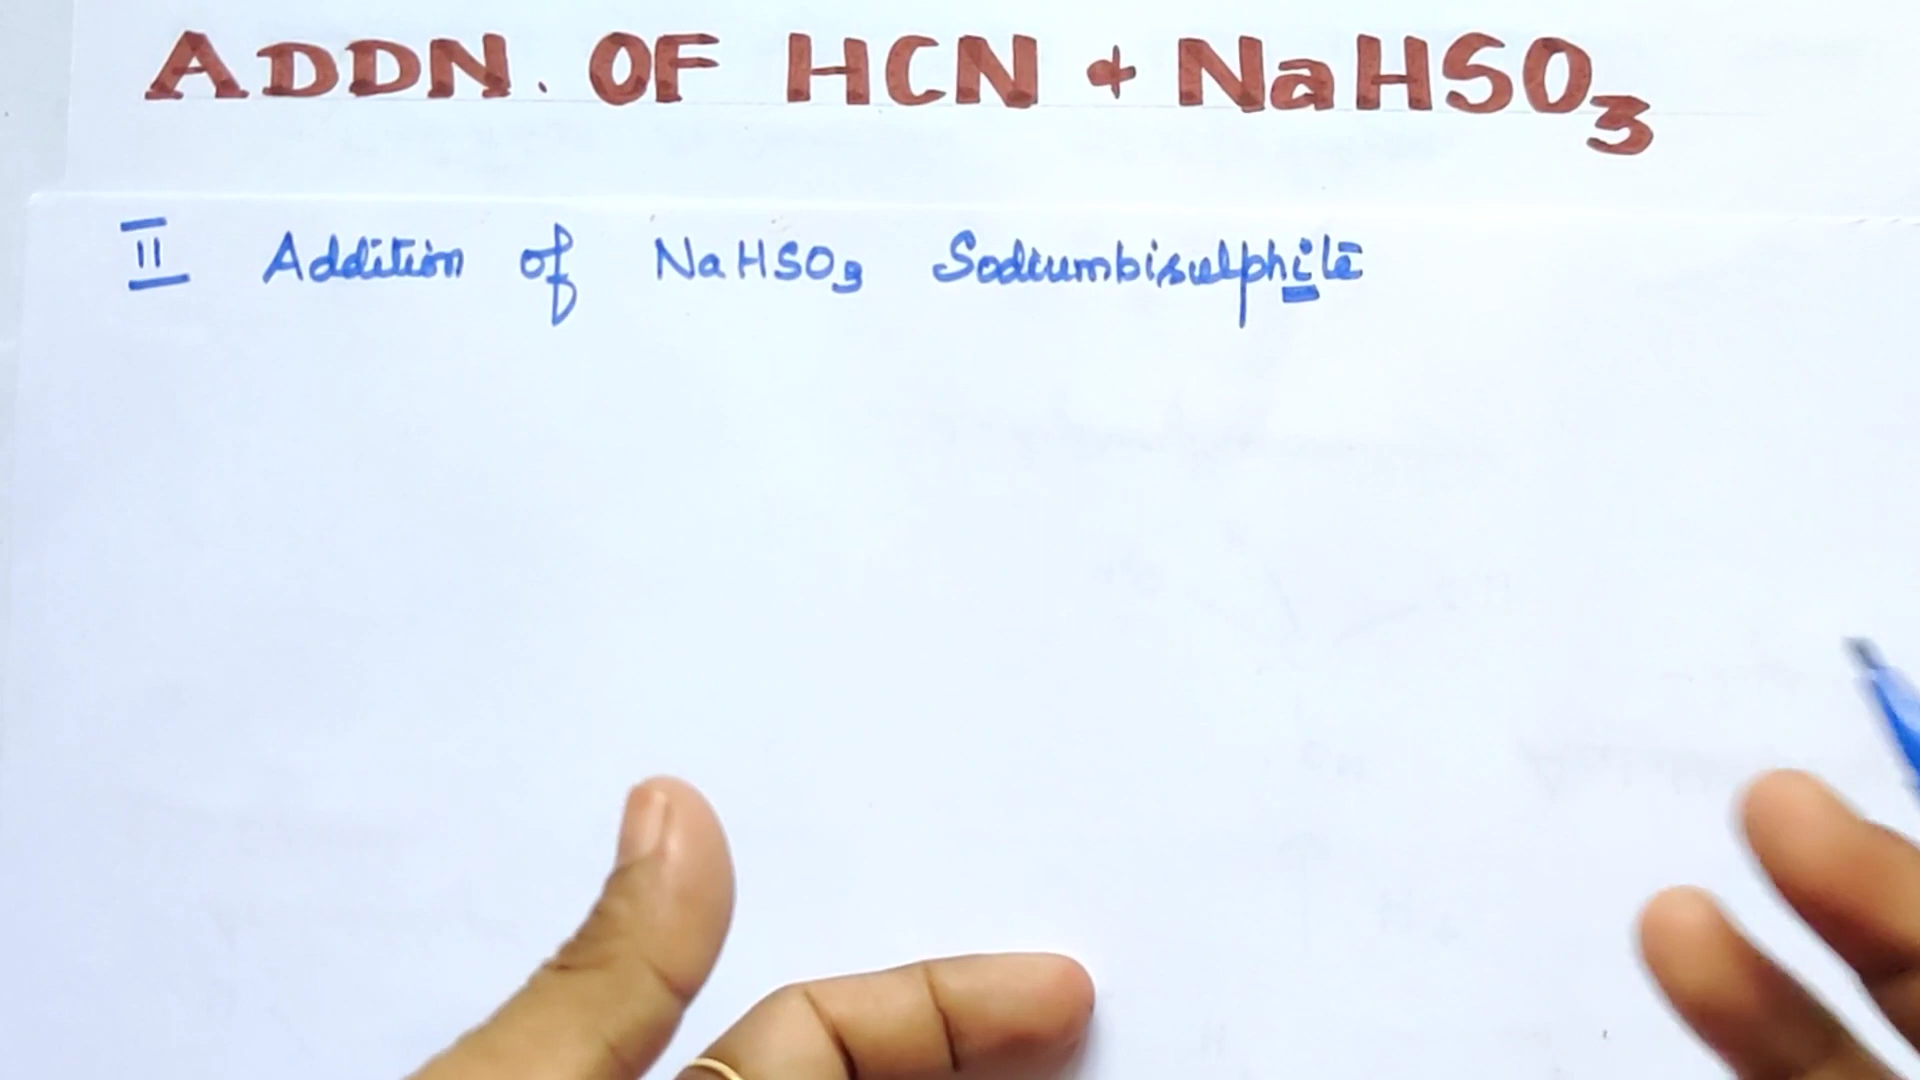 ADDN. OF HCN + NaHSO₃
II Addition of NaHSO₃ Sodiumbisulphite